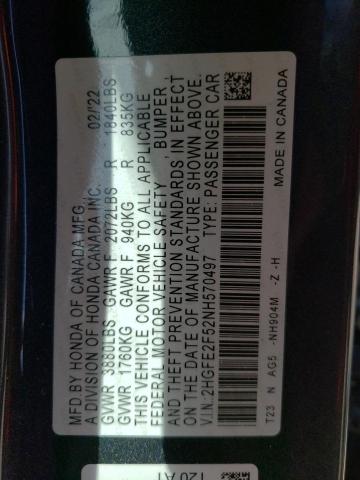 MFD.BY HONDA OF CANADA MFG. 02/22
A DIVISION OF HONDA CANADA INC.
GVWR 3880LBS GAWR F 2072LBS R 1840LBS
GVWR 1760KG GAWR F 940KG R 835KG
THIS VEHICLE CONFORMS TO ALL APPLICABLE
FEDERAL MOTOR VEHICLE SAFETY, BUMPER,
AND THEFT PREVENTION STANDARDS IN EFFECT
ON THE DATE OF MANUFACTURE SHOWN ABOVE.
V.I.N:2HGFE2F52NH570497 TYPE: PASSENGER CAR
T23 N AG5 -NH904M -Z -H MADE IN CANADA